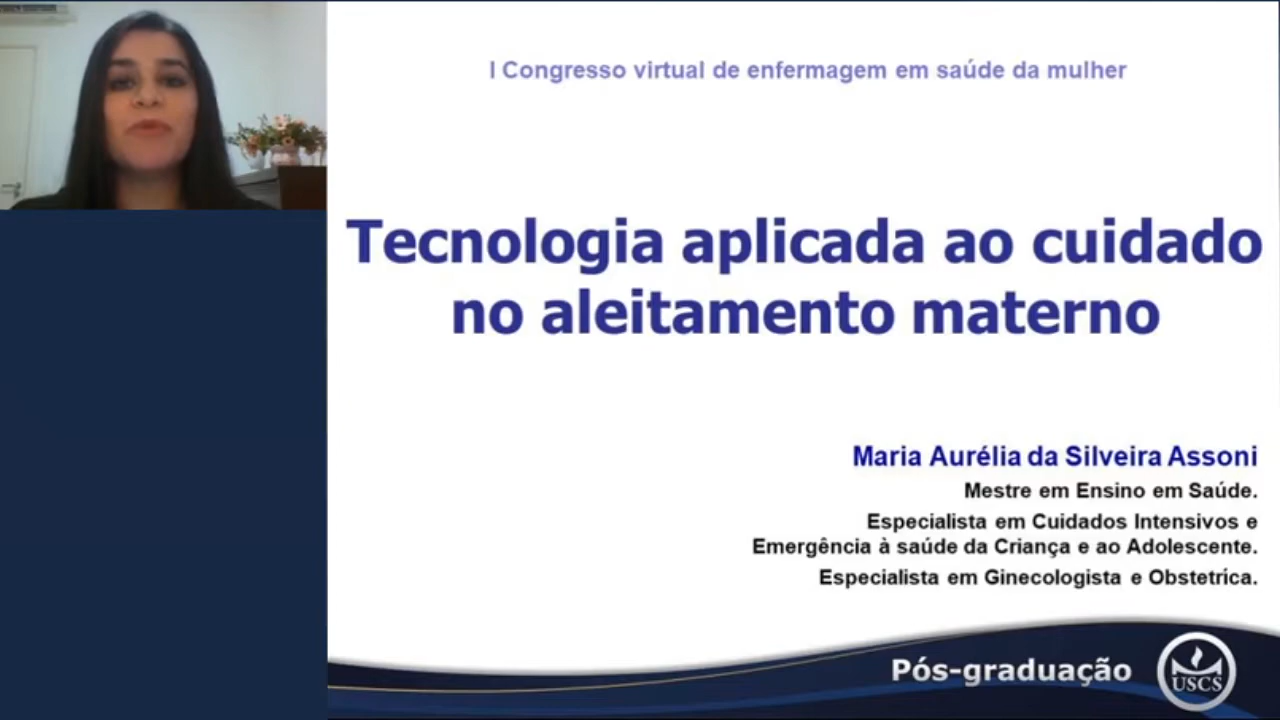 I Congresso virtual de enfermagem em saúde da mulher
Tecnologia aplicada ao cuidado
no aleitamento materno
Maria Aurélia da Silveira Assoni
Mestre em Ensino em Saúde.
Especialista em Cuidados Intensivos e
Emergência à saúde da Criança e ao Adolescente.
Especialista em Ginecologista e Obstetríca.
Pós-graduação
USCS